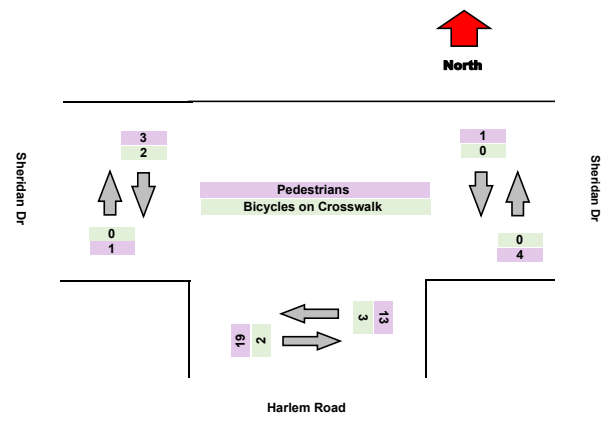 North
3
2
1
0
Sheridan Dr
Sheridan Dr
Pedestrians
Bicycles on Crosswalk
0
1
0
4
3 13
19 2
Harlem Road